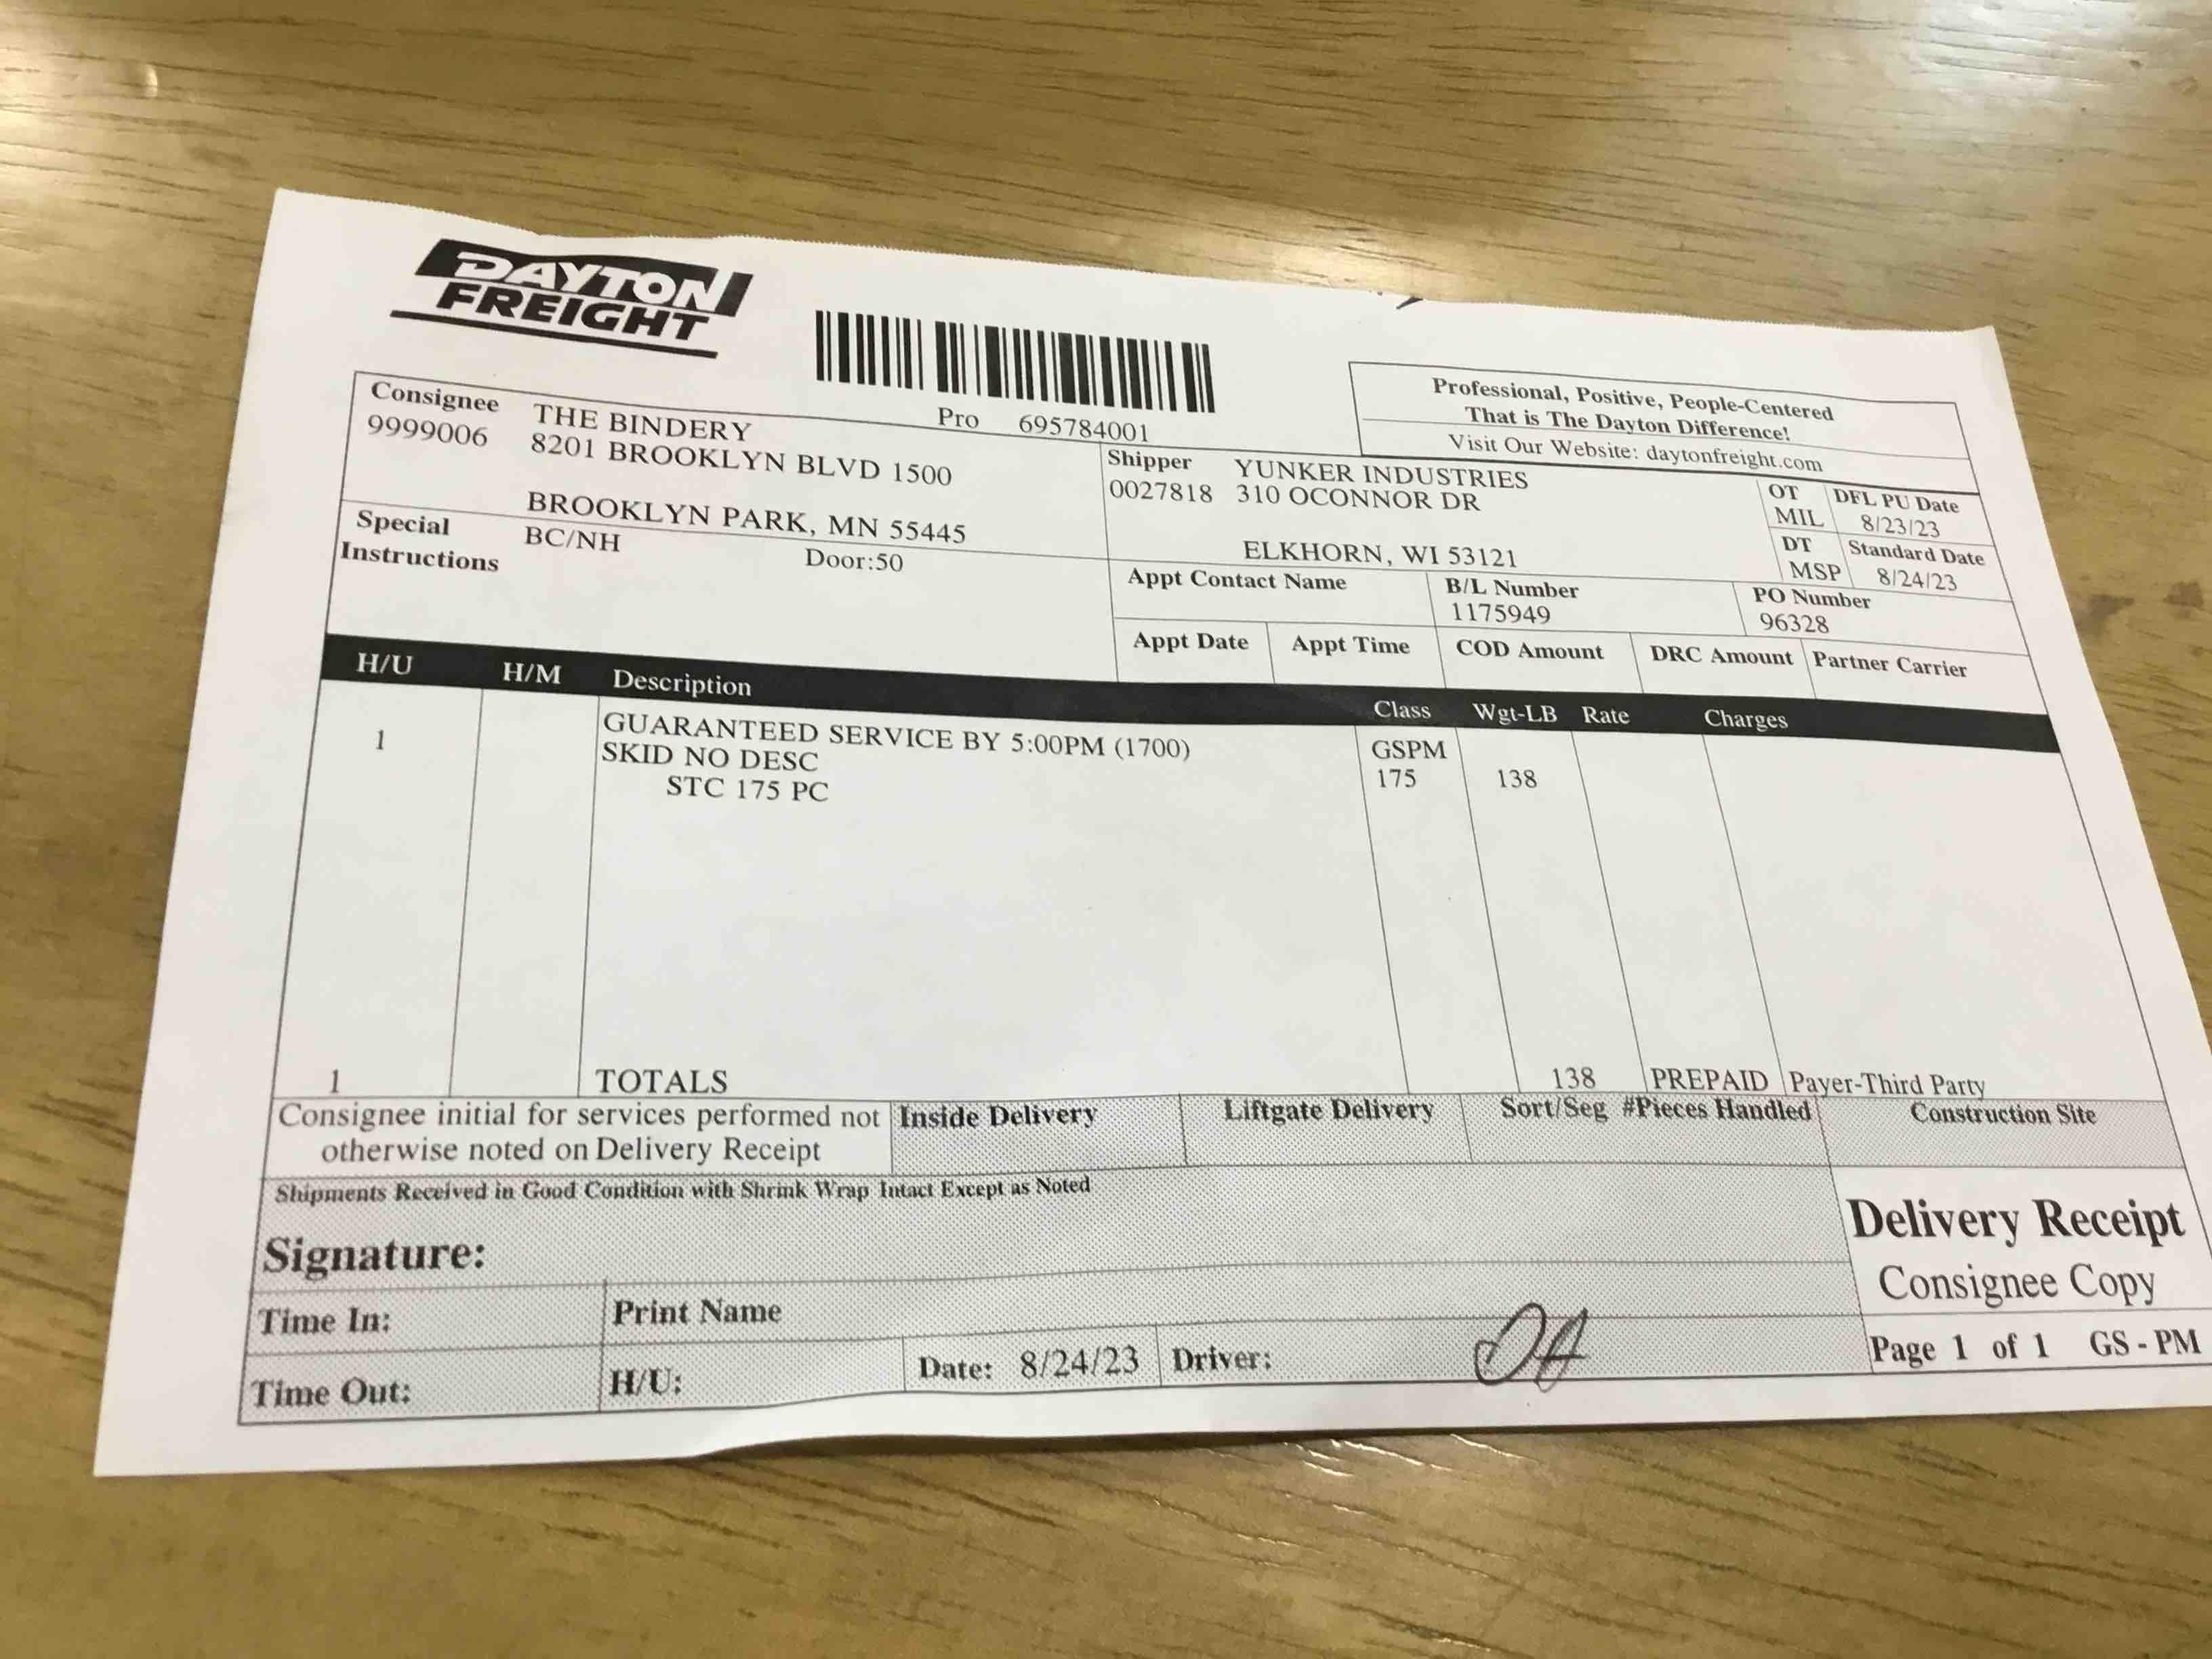 DAYTON
FREIGHT
Pro 695784001
Professional, Positive, People-Centered
That is The Dayton Difference!
Visit Our Website: daytonfreight.com
Consignee
9999006
THE BINDERY
8201 BROOKLYN BLVD 1500
BROOKLYN PARK, MN 55445
Shipper
0027818
YUNKER INDUSTRIES
310 OCONNOR DR
ELKHORN, WI 53121
OT
MIL
DFL PU Date
8/23/23
DT
MSP
Standard Date
8/24/23
Special
Instructions
BC/NH
Door:50
Appt Contact Name
B/L Number
1175949
PO Number
96328
Appt Date Appt Time COD Amount DRC Amount Partner Carrier
H/U H/M Description Class Wgt-LB Rate Charges
GUARANTEED SERVICE BY 5:00PM (1700) GSPM
1 SKID NO DESC 175 138
STC 175 PC
1 TOTALS 138 PREPAID Payer-Third Party
Consignee initial for services performed not
otherwise noted on Delivery Receipt
Inside Delivery Liftgate Delivery Sort/Seg #Pieces Handled Construction Site
Shipments Received in Good Condition with Shrink Wrap Intact Except as Noted
Signature:
Delivery Receipt
Consignee Copy
Time In: Print Name
Time Out: H/U: Date: 8/24/23 Driver:
Page 1 of 1 GS - PM